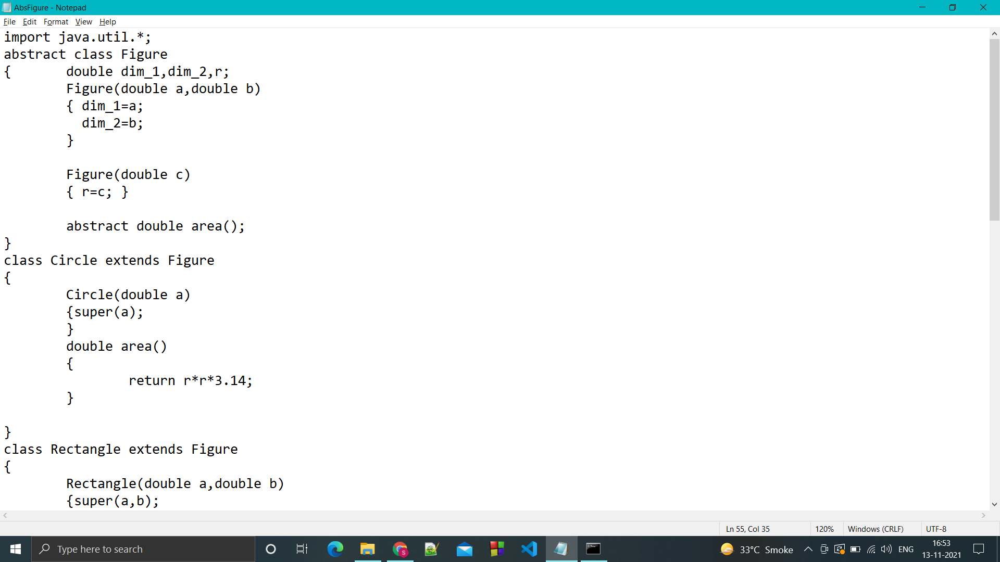 AbsFigure - Notepad
File Edit Format View Help
import java.util.*;
abstract class Figure
{ double dim_1,dim_2,r;
Figure(double a,double b)
{ dim_1=a;
dim_2=b;
}
Figure(double c)
{ r=c; }
abstract double area();
}
class Circle extends Figure
{
Circle(double a)
{super(a);
}
double area()
{
return r*r*3.14;
}
}
class Rectangle extends Figure
{
Rectangle(double a,double b)
{super(a,b);
Ln 55, Col 35 120% Windows (CRLF) UTF-8
Type here to search
S
33°C Smoke
ENG
16:53
13-11-2021